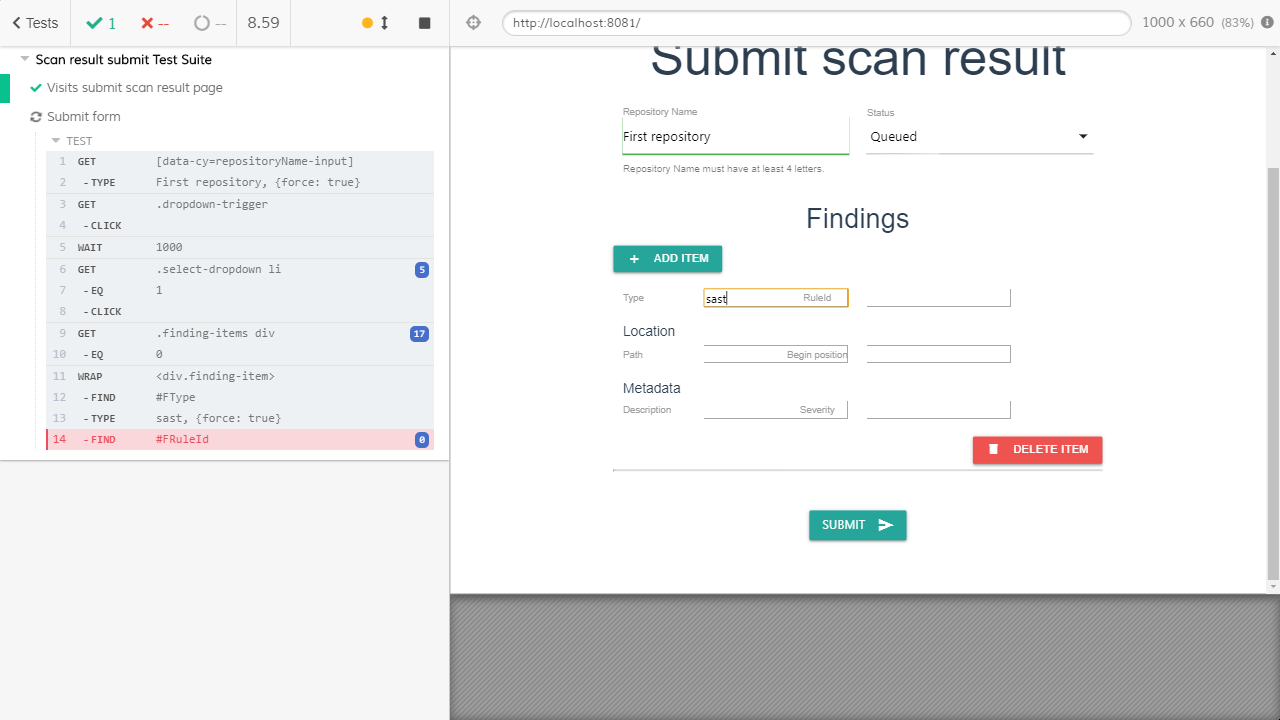 Tests
1
--
--
8.59
http://localhost:8081/
1000 x 660 (83%)
Scan result submit Test Suite
Visits submit scan result page
Submit form
TEST
1 GET [data-cy=repositoryName-input]
2 -TYPE First repository, {force: true}
3 GET .dropdown-trigger
4 -CLICK
5 WAIT 1000
6 GET .select-dropdown li 5
7 -EQ 1
8 -CLICK
9 GET .finding-items div 17
10 -EQ 0
11 WRAP <div.finding-item>
12 -FIND #FType
13 -TYPE sast, {force: true}
14 -FIND #FRuleId 0
Submit scan result
Repository Name Status
First repository Queued
Repository Name must have at least 4 letters.
Findings
+ ADD ITEM
Type sast RuleId
Location
Path Begin position
Metadata
Description Severity
DELETE ITEM
SUBMIT